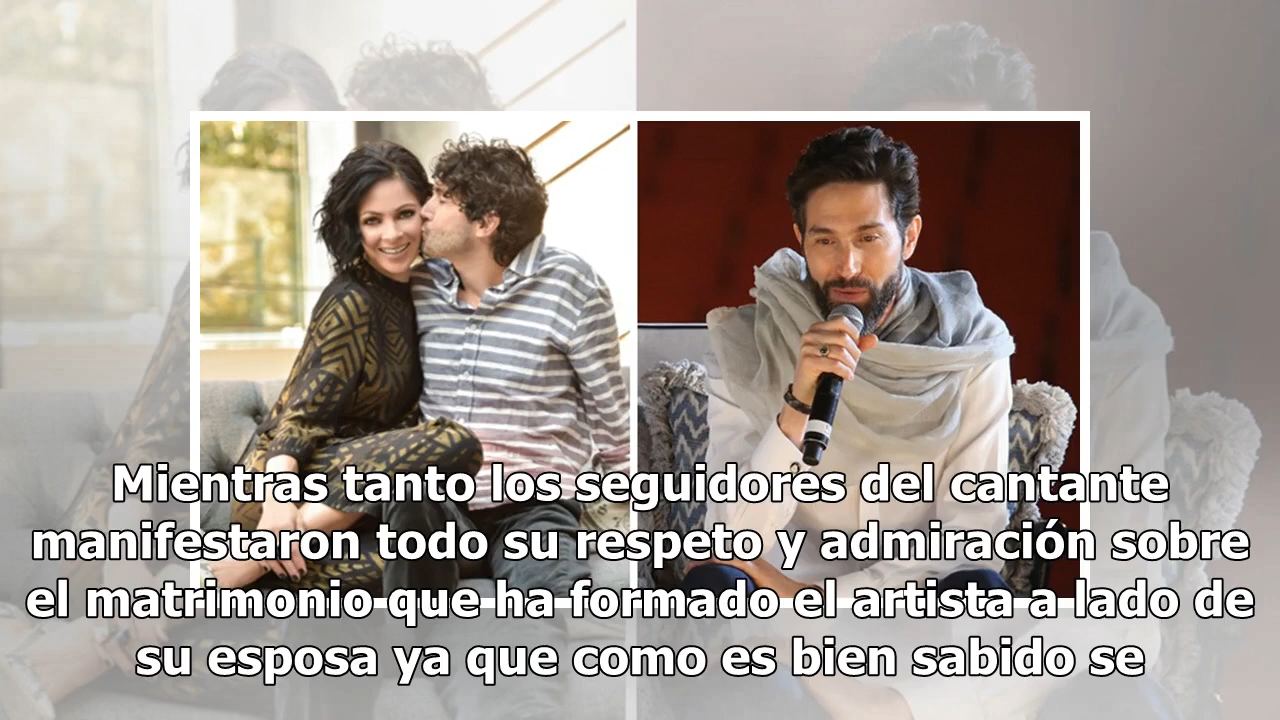 Mientras tanto los seguidores del cantante
manifestaron todo su respeto y admiración sobre
el matrimonio que ha formado el artista a lado de
su esposa ya que como es bien sabido se